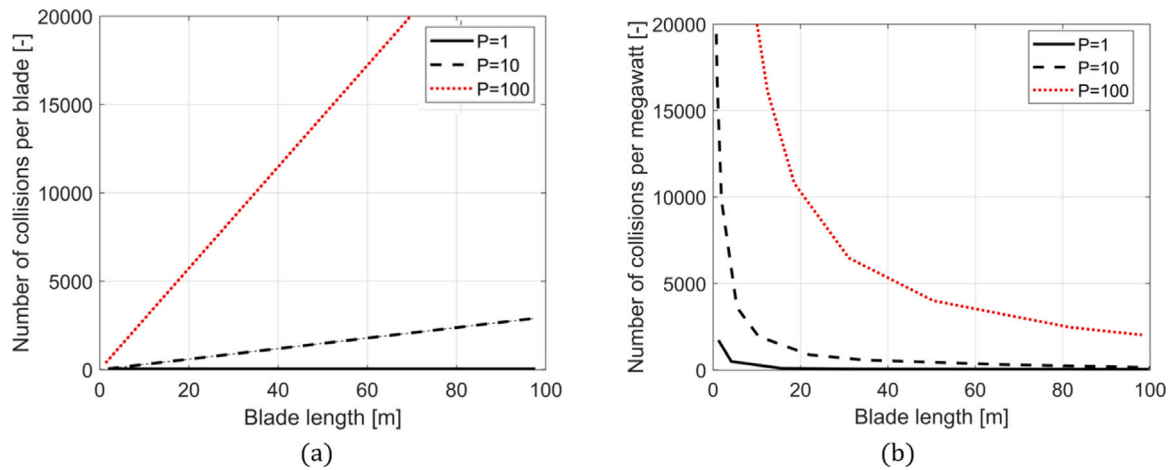 Number of collisions per blade [-]
20000
15000
10000
5000
0
P=1
P=10
P=100
0 20 40 60 80 100
Blade length [m]
(a)
Number of collisions per megawatt [-]
20000
15000
10000
5000
0
P=1
P=10
P=100
0 20 40 60 80 100
Blade length [m]
(b)